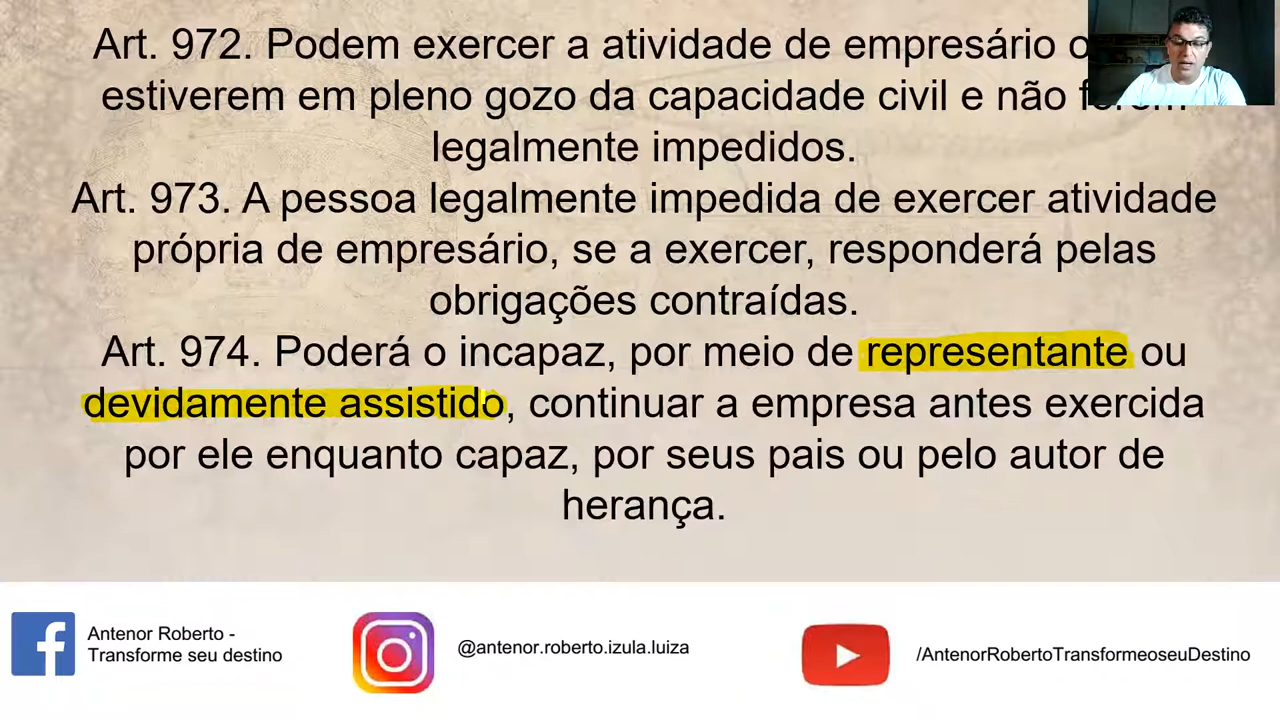 Art. 972. Podem exercer a atividade de empresário
estiverem em pleno gozo da capacidade civil e não
legalmente impedidos.
Art. 973. A pessoa legalmente impedida de exercer atividade
própria de empresário, se a exercer, responderá pelas
obrigações contraídas.
Art. 974. Poderá o incapaz, por meio de representante ou
devidamente assistido, continuar a empresa antes exercida
por ele enquanto capaz, por seus pais ou pelo autor de
herança.
Antenor Roberto -
Transforme seu destino
@antenor.roberto.izula.luiza
/AntenorRobertoTransformeoseuDestino